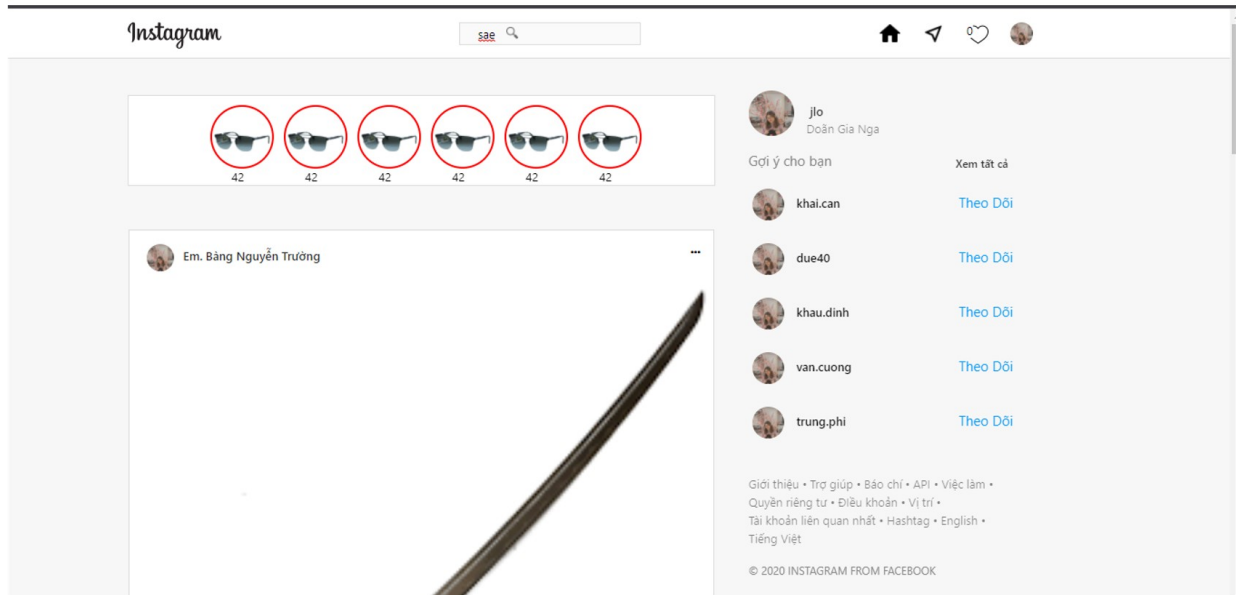 Instagram
sae
0
42 42 42 42 42 42
Em. Bàng Nguyễn Trường
jlo
Doãn Gia Nga
Gợi ý cho bạn Xem tất cả
khai.can Theo Dõi
due40 Theo Dõi
khau.dinh Theo Dõi
van.cuong Theo Dõi
trung.phi Theo Dõi
Giới thiệu • Trợ giúp • Báo chí • API • Việc làm •
Quyền riêng tư • Điều khoản • Vị trí •
Tài khoản liên quan nhất • Hashtag • English •
Tiếng Việt
© 2020 INSTAGRAM FROM FACEBOOK